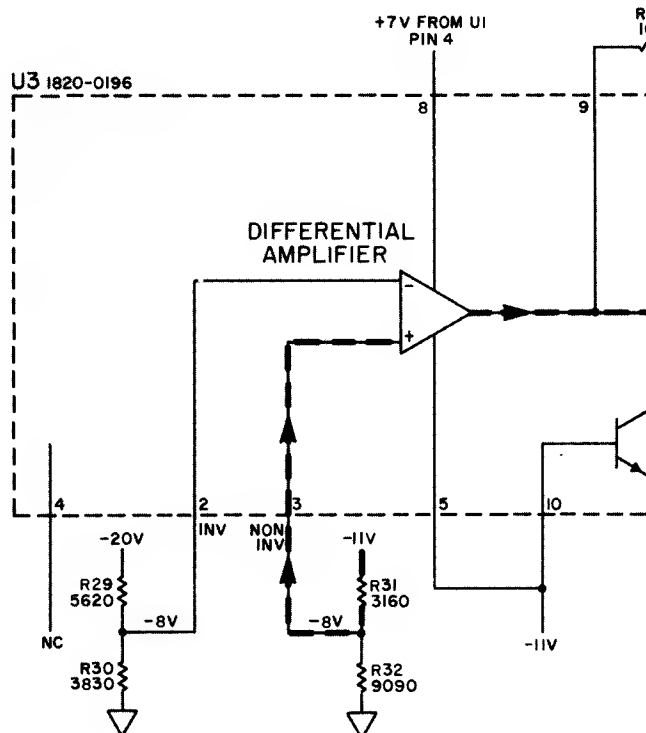 +7V FROM U1
PIN 4
U3 1820-0196
8
9
DIFFERENTIAL
AMPLIFIER
-
+
4
2
3
5
10
INV
NON
INV
-20V
-11V
R29
5620
R31
3160
-8V
-8V
NC
-11V
R30
3830
R32
9090